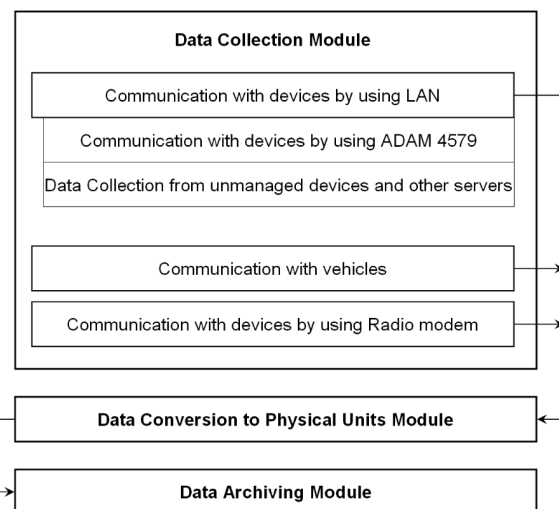 Data Collection Module
Communication with devices by using LAN
Communication with devices by using ADAM 4579
Data Collection from unmanaged devices and other servers
Communication with vehicles
Communication with devices by using Radio modem
Data Conversion to Physical Units Module
Data Archiving Module